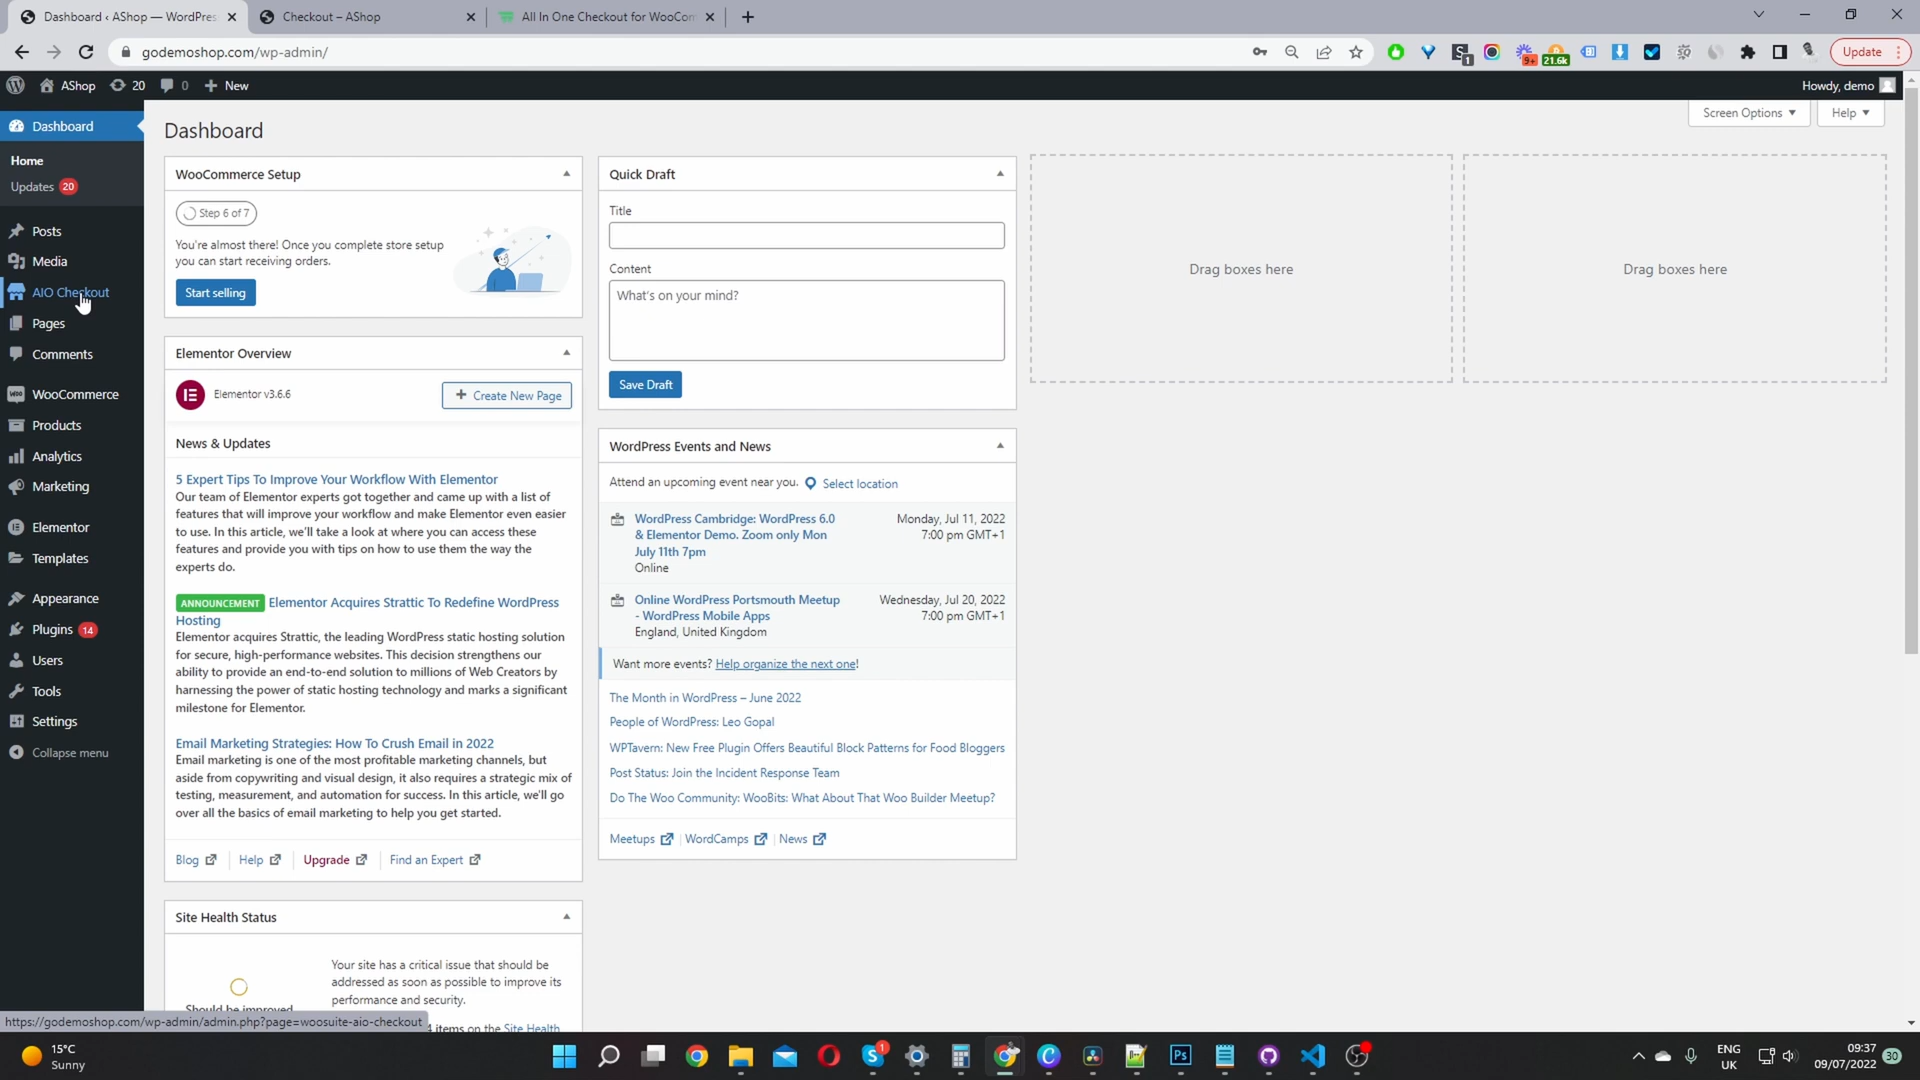 Dashboard ‹ AShop — WordPres
Checkout – AShop
All In One Checkout for WooCom
godemoshop.com/wp-admin/
1
9+
21.6k
Update
AShop
20
0
New
Howdy, demo
Dashboard
Home
Updates 20
Posts
Media
AIO Checkout
Pages
Comments
WooCommerce
Products
Analytics
Marketing
Elementor
Templates
Appearance
Plugins 14
Users
Tools
Settings
Collapse menu
Dashboard
Screen Options
Help
WooCommerce Setup
Step 6 of 7
You're almost there! Once you complete store setup
you can start receiving orders.
Start selling
Elementor Overview
Elementor v3.6.6
Create New Page
News & Updates
5 Expert Tips To Improve Your Workflow With Elementor
Our team of Elementor experts got together and came up with a list of
features that will improve your workflow and make Elementor even easier
to use. In this article, we'll take a look at where you can access these
features and provide you with tips on how to use them the way the
experts do.
ANNOUNCEMENT Elementor Acquires Strattic To Redefine WordPress
Hosting
Elementor acquires Strattic, the leading WordPress static hosting solution
for secure, high-performance websites. This decision strengthens our
ability to provide an end-to-end solution to millions of Web Creators by
harnessing the power of static hosting technology and marks a significant
milestone for Elementor.
Email Marketing Strategies: How To Crush Email in 2022
Email marketing is one of the most profitable marketing channels, but
aside from copywriting and visual design, it also requires a strategic mix of
testing, measurement, and automation for success. In this article, we'll go
over all the basics of email marketing to help you get started.
Blog
Help
Upgrade
Find an Expert
Site Health Status
Should be improved
Your site has a critical issue that should be
addressed as soon as possible to improve its
performance and security.
4 items on the Site Health
Quick Draft
Title
Content
What's on your mind?
Save Draft
WordPress Events and News
Attend an upcoming event near you. Select location
WordPress Cambridge: WordPress 6.0
& Elementor Demo. Zoom only Mon
July 11th 7pm
Online
Monday, Jul 11, 2022
7:00 pm GMT+1
Online WordPress Portsmouth Meetup
- WordPress Mobile Apps
England, United Kingdom
Wednesday, Jul 20, 2022
7:00 pm GMT+1
Want more events? Help organize the next one!
The Month in WordPress – June 2022
People of WordPress: Leo Gopal
WPTavern: New Free Plugin Offers Beautiful Block Patterns for Food Bloggers
Post Status: Join the Incident Response Team
Do The Woo Community: WooBits: What About That Woo Builder Meetup?
Meetups
WordCamps
News
Drag boxes here
Drag boxes here
https://godemoshop.com/wp-admin/admin.php?page=woosuite-aio-checkout
15°C
Sunny
1
Ps
ENG
UK
09:37
09/07/2022
30